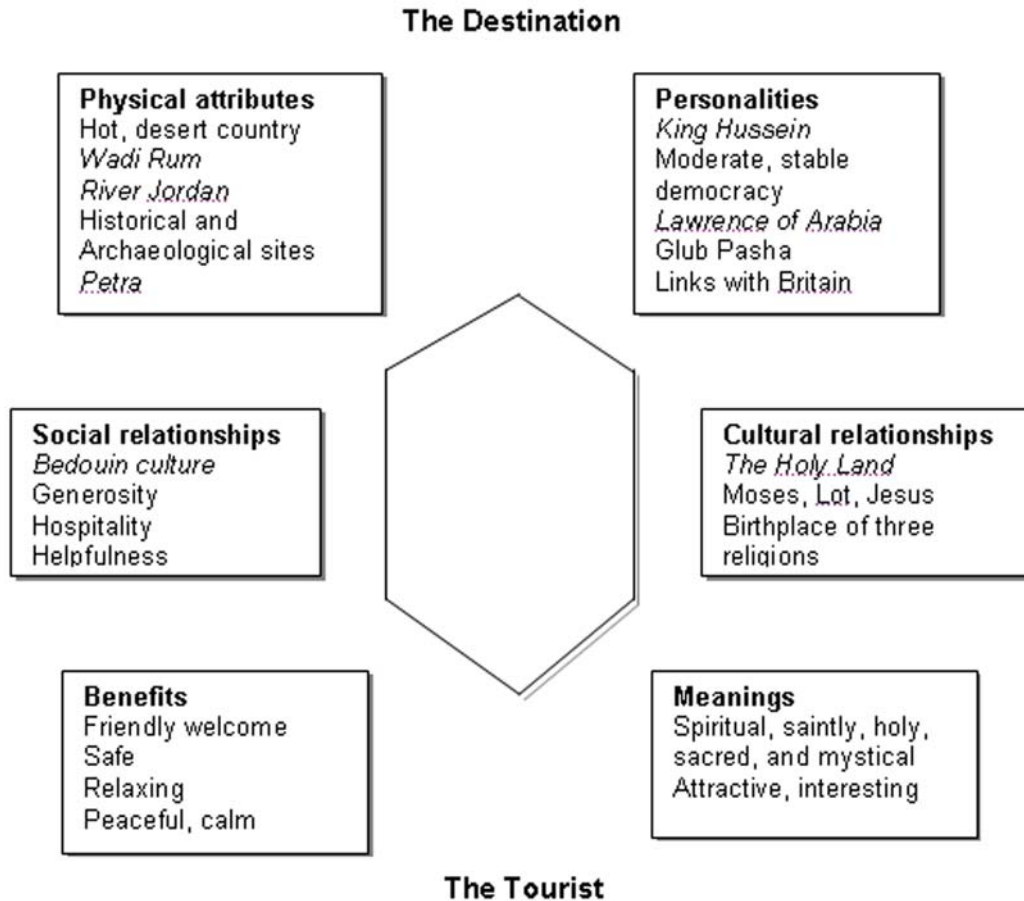 The Destination
Physical attributes
Hot, desert country
Wadi Rum
River Jordan
Historical and
Archaeological sites
Petra
Personalities
King Hussein
Moderate, stable
democracy
Lawrence of Arabia
Glub Pasha
Links with Britain
Social relationships
Bedouin culture
Generosity
Hospitality
Helpfulness
Cultural relationships
The Holy Land
Moses, Lot, Jesus
Birthplace of three
religions
Benefits
Friendly welcome
Safe
Relaxing
Peaceful, calm
Meanings
Spiritual, saintly, holy,
sacred, and mystical
Attractive, interesting
The Tourist